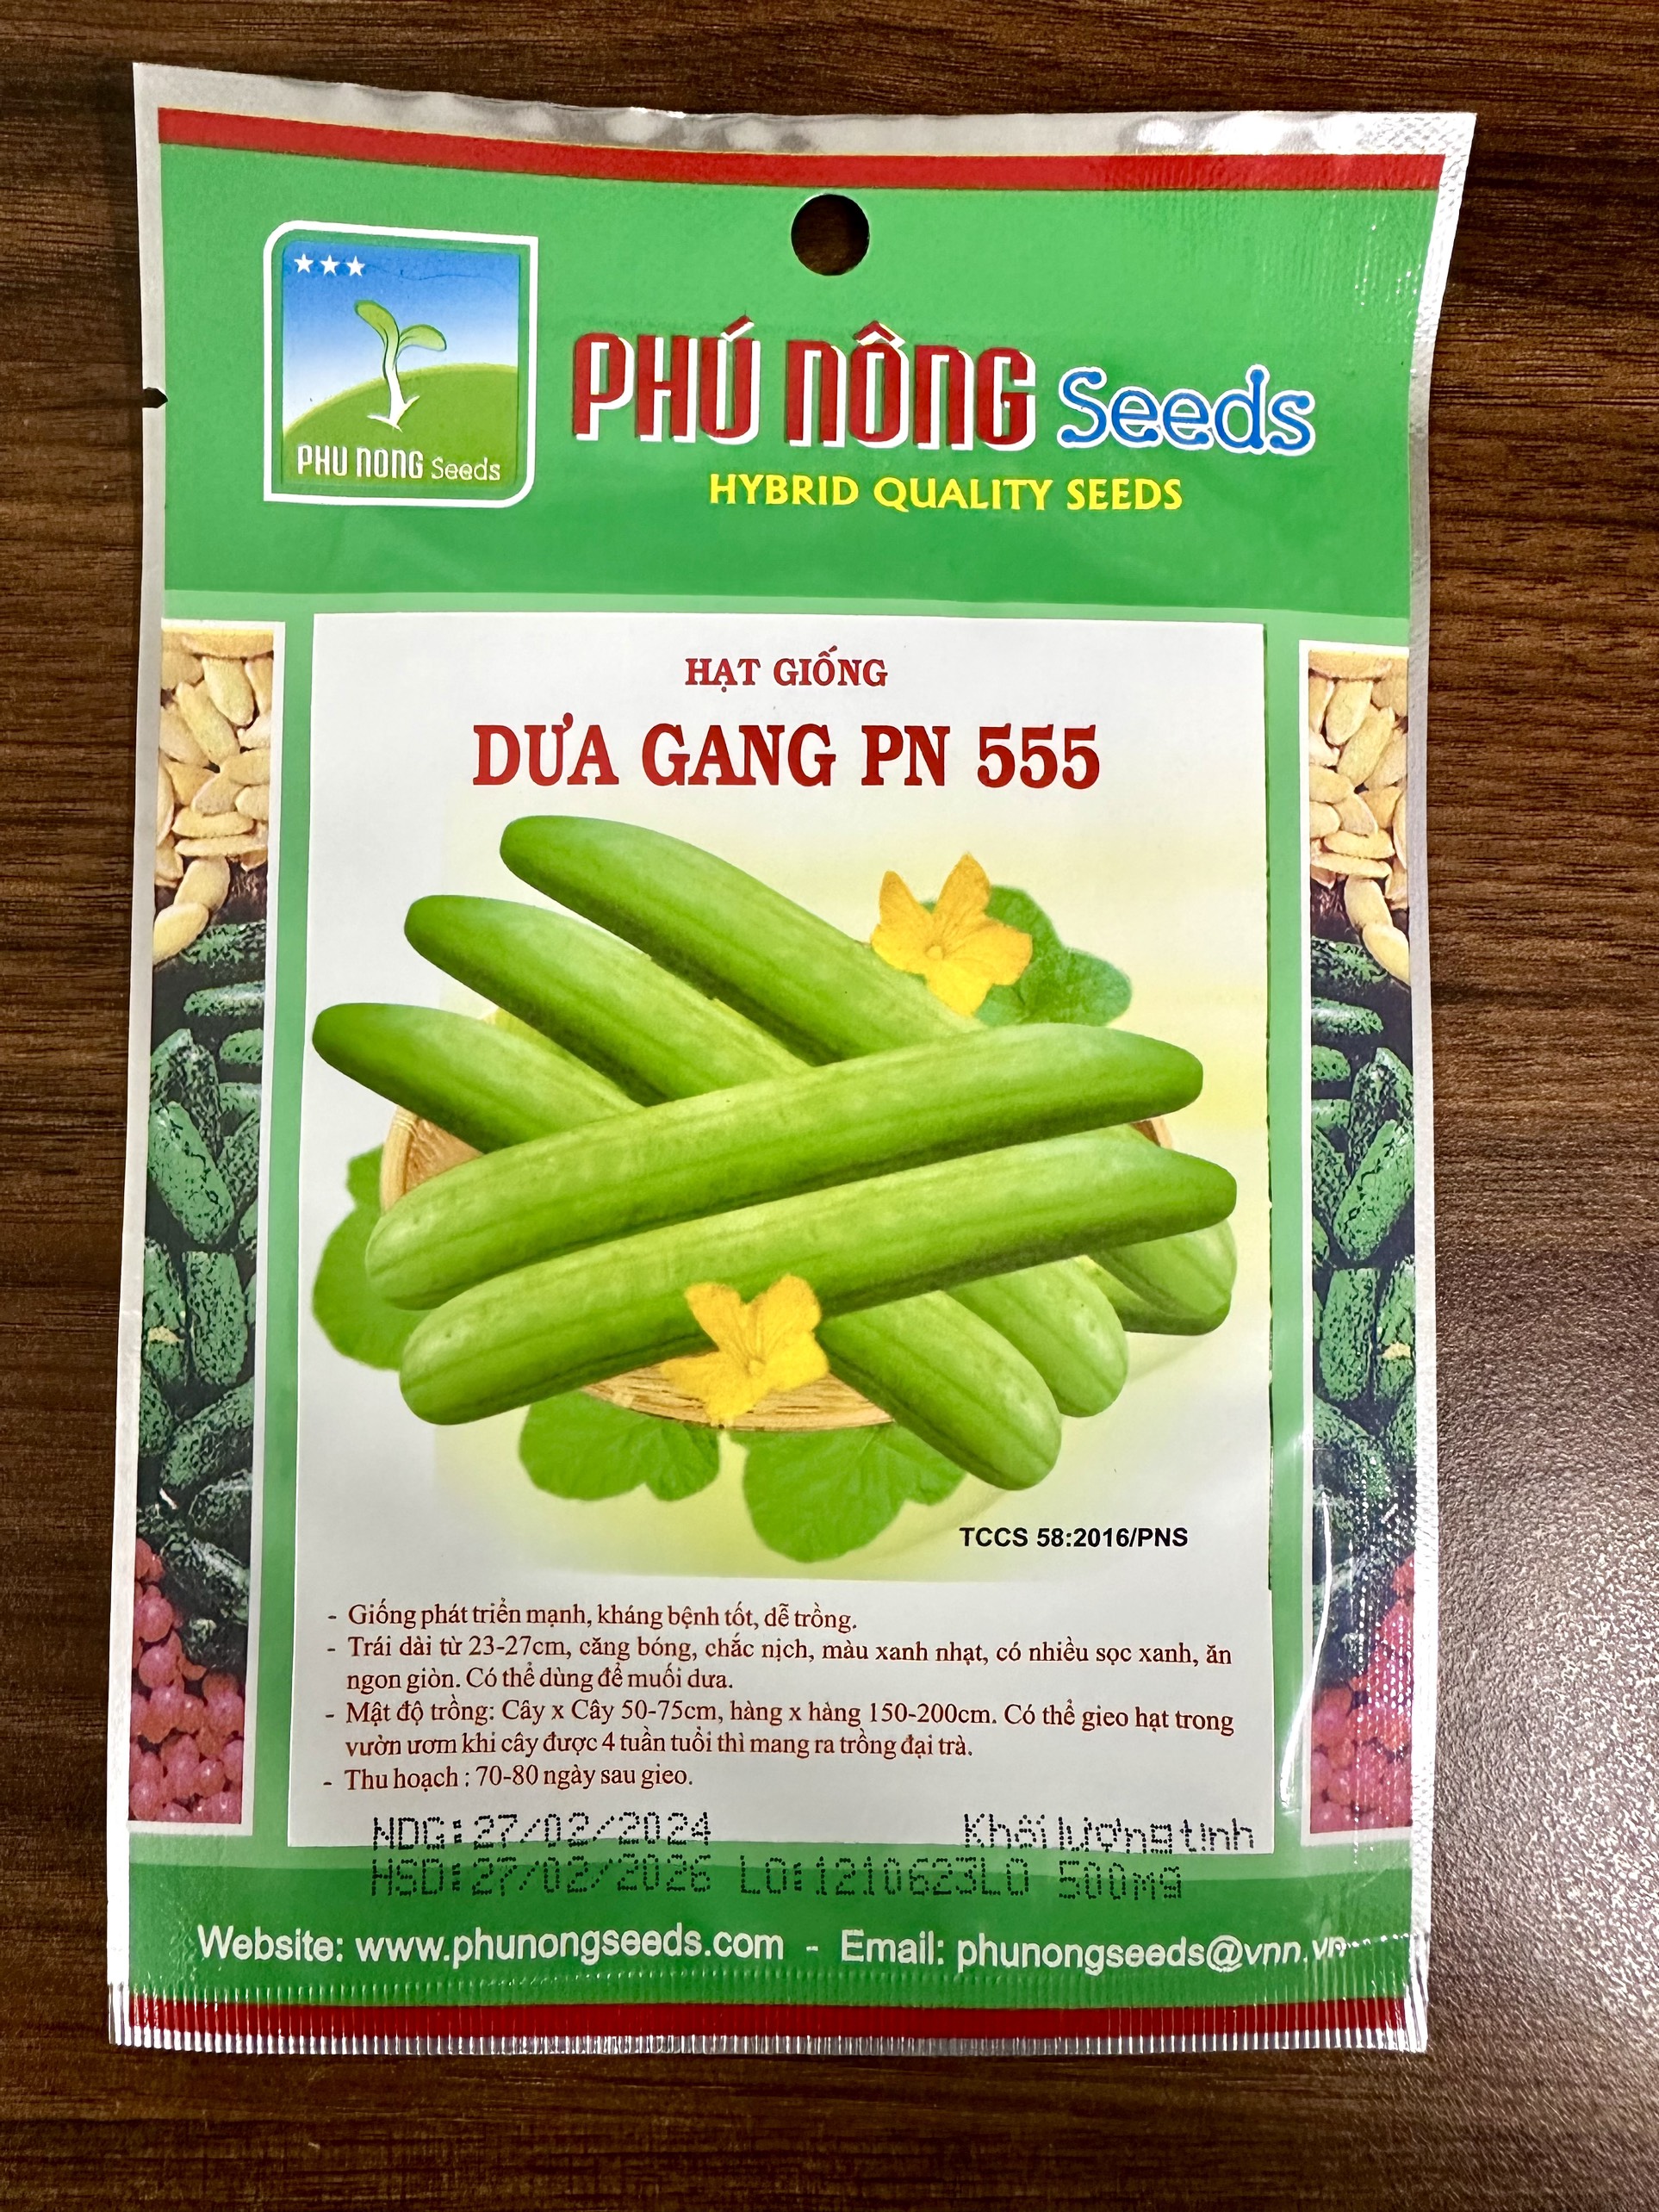 PHU NONG Seeds
PHÚ NÔNG Seeds
HYBRID QUALITY SEEDS
HẠT GIỐNG
DƯA GANG PN 555
TCCS 58:2016/PNS
- Giống phát triển mạnh, kháng bệnh tốt, dễ trồng.
- Trái dài từ 23-27cm, căng bóng, chắc nịch, màu xanh nhạt, có nhiều sọc xanh, ăn
ngon giòn. Có thể dùng để muối dưa.
- Mật độ trồng: Cây x Cây 50-75cm, hàng x hàng 150-200cm. Có thể gieo hạt trong
vườn ươm khi cây được 4 tuần tuổi thì mang ra trồng đại trà.
- Thu hoạch : 70-80 ngày sau gieo.
NDG:27/02/2024 Khối lượng tịnh
HSD:27/02/2026 LO:1210623LO 500mg
Website: www.phunongseeds.com - Email: phunongseeds@vnn.vn